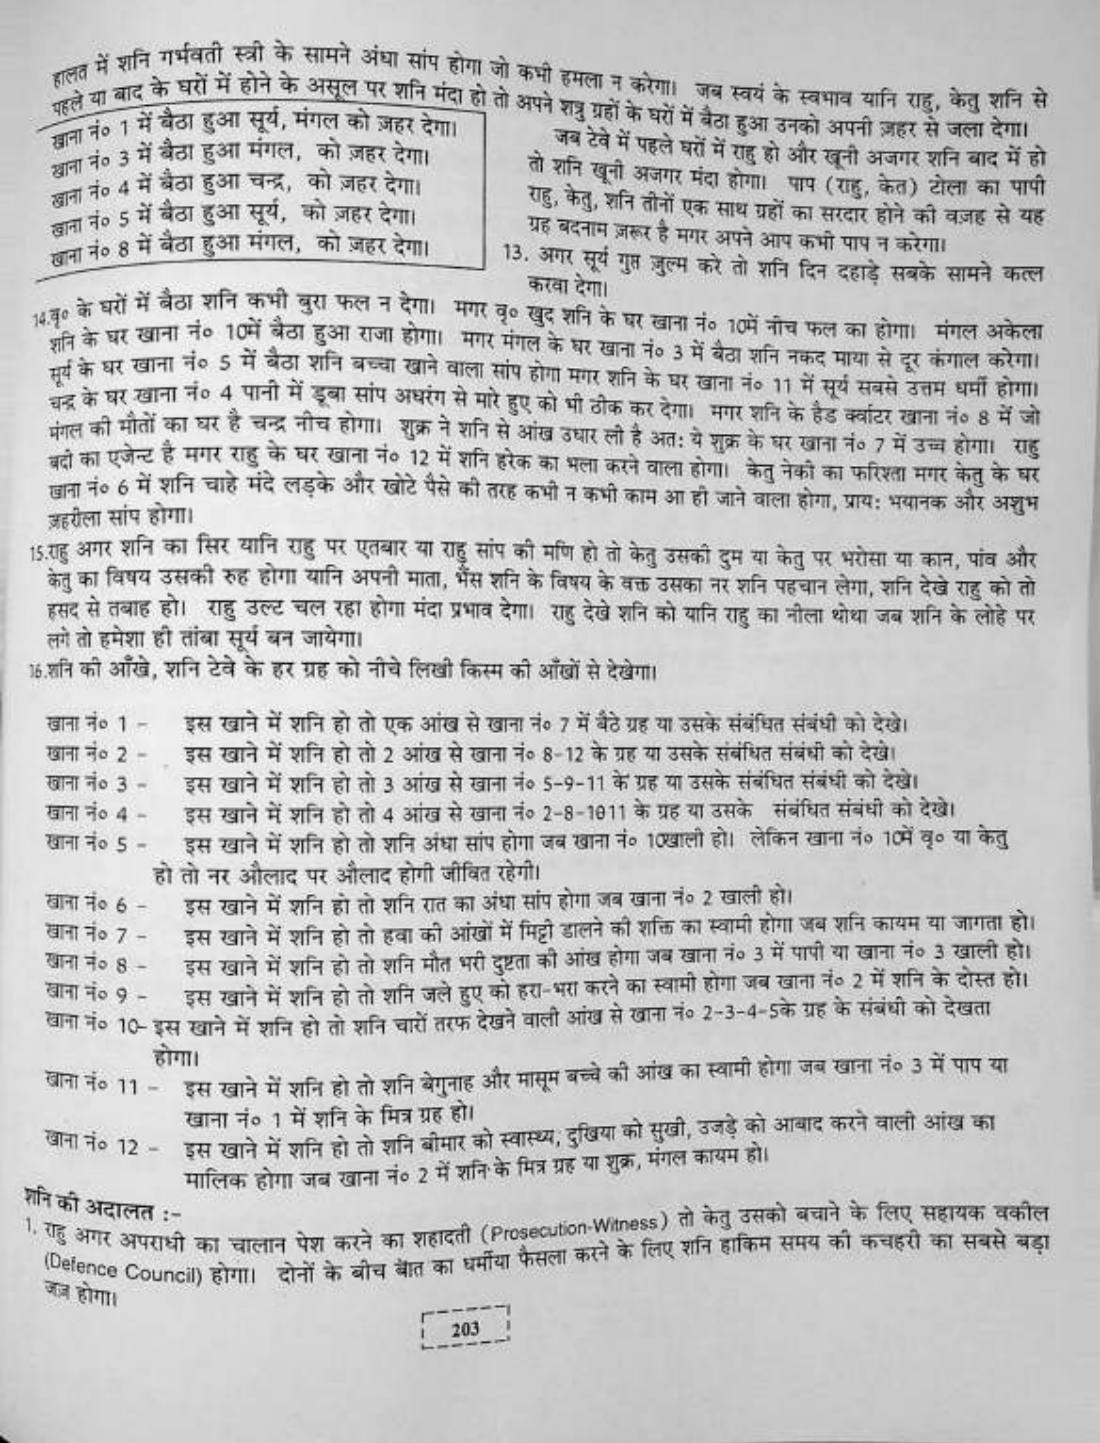 हालत में शनि गर्भवती स्त्री के सामने अंधा सांप होगा जो कभी हमला न करेगा। जब स्वयं के स्वभाव यानि राहु, केतु शनि से
पहले या बाद के घरों में होने के असूल पर शनि मंदा हो तो अपने शत्रु ग्रहों के घरों में बैठा हुआ उनको अपनी ज़हर से जला देगा।
खाना नं० 1 में बैठा हुआ सूर्य, मंगल को ज़हर देगा।
खाना नं० 3 में बैठा हुआ मंगल, को ज़हर देगा।
खाना नं० 4 में बैठा हुआ चन्द्र, को ज़हर देगा।
खाना नं० 5 में बैठा हुआ सूर्य, को ज़हर देगा।
खाना नं० 8 में बैठा हुआ मंगल, को ज़हर देगा।
जब टेवे में पहले घरों में राहु हो और खूनी अजगर शनि बाद में हो
तो शनि खूनी अजगर मंदा होगा। पाप (राहु, केत) टोला का पापी
राहु, केतु, शनि तीनों एक साथ ग्रहों का सरदार होने की वज़ह से यह
ग्रह बदनाम ज़रूर है मगर अपने आप कभी पाप न करेगा।
13. अगर सूर्य गुप्त ज़ुल्म करे तो शनि दिन दहाड़े सबके सामने कत्ल
करवा देगा।
14.वृ० के घरों में बैठा शनि कभी बुरा फल न देगा। मगर वृ० खुद शनि के घर खाना नं० 10में नीच फल का होगा। मंगल अकेला
शनि के घर खाना नं० 10में बैठा हुआ राजा होगा। मगर मंगल के घर खाना नं० 3 में बैठा शनि नकद माया से दूर कंगाल करेगा।
सूर्य के घर खाना नं० 5 में बैठा शनि बच्चा खाने वाला सांप होगा मगर शनि के घर खाना नं० 11 में सूर्य सबसे उत्तम धर्मी होगा।
चन्द्र के घर खाना नं० 4 पानी में डूबा सांप अधरंग से मारे हुए को भी ठीक कर देगा। मगर शनि के हैड क्वांटर खाना नं० 8 में जो
मंगल की मौतों का घर है चन्द्र नीच होगा। शुक्र ने शनि से आंख उधार ली है अत: ये शुक्र के घर खाना नं० 7 में उच्च होगा। राहु
बदी का एजेन्ट है मगर राहु के घर खाना नं० 12 में शनि हरेक का भला करने वाला होगा। केतु नेकी का फरिश्ता मगर केतु के घर
खाना नं० 6 में शनि चाहे मंदे लड़के और खोटे पैसे की तरह कभी न कभी काम आ ही जाने वाला होगा, प्राय: भयानक और अशुभ
ज़हरीला सांप होगा।
15.राहु अगर शनि का सिर यानि राहु पर एतबार या राहु सांप की मणि हो तो केतु उसकी दुम या केतु पर भरोसा या कान, पांव और
केतु का विषय उसकी रुह होगा यानि अपनी माता, भैंस शनि के विषय के वक्त उसका नर शनि पहचान लेगा, शनि देखे राहु को तो
हसद से तबाह हो। राहु उल्ट चल रहा होगा मंदा प्रभाव देगा। राहु देखे शनि को यानि राहु का नीला थोथा जब शनि के लोहे पर
लगे तो हमेशा ही तांबा सूर्य बन जायेगा।
16.शनि की आँखे, शनि टेवे के हर ग्रह को नीचे लिखी किस्म की आँखों से देखेगा।
खाना नं० 1 - इस खाने में शनि हो तो एक आंख से खाना नं० 7 में बैठे ग्रह या उसके संबंधित संबंधी को देखे।
खाना नं० 2 - इस खाने में शनि हो तो 2 आंख से खाना नं० 8-12 के ग्रह या उसके संबंधित संबंधी को देखे।
खाना नं० 3 - इस खाने में शनि हो तो 3 आंख से खाना नं० 5-9-11 के ग्रह या उसके संबंधित संबंधी को देखे।
खाना नं० 4 - इस खाने में शनि हो तो 4 आंख से खाना नं० 2-8-1011 के ग्रह या उसके संबंधित संबंधी को देखे।
खाना नं० 5 - इस खाने में शनि हो तो शनि अंधा सांप होगा जब खाना नं० 10खाली हो। लेकिन खाना नं० 10में वृ० या केतु
हो तो नर औलाद पर औलाद होगी जीवित रहेगी।
खाना नं० 6 - इस खाने में शनि हो तो शनि रात का अंधा सांप होगा जब खाना नं० 2 खाली हो।
खाना नं० 7 - इस खाने में शनि हो तो हवा की आंखों में मिट्टी डालने की शक्ति का स्वामी होगा जब शनि कायम या जागता हो।
खाना नं० 8 - इस खाने में शनि हो तो शनि मौत भरी दुष्टता की आंख होगा जब खाना नं० 3 में पापी या खाना नं० 3 खाली हो।
खाना नं० 9 - इस खाने में शनि हो तो शनि जले हुए को हरा-भरा करने का स्वामी होगा जब खाना नं० 2 में शनि के दोस्त हो।
खाना नं० 10- इस खाने में शनि हो तो शनि चारों तरफ देखने वाली आंख से खाना नं० 2-3-4-5के ग्रह के संबंधी को देखता
होगा।
खाना नं० 11 - इस खाने में शनि हो तो शनि बेगुनाह और मासूम बच्चे की आंख का स्वामी होगा जब खाना नं० 3 में पाप या
खाना नं० 1 में शनि के मित्र ग्रह हो।
खाना नं० 12 - इस खाने में शनि हो तो शनि बीमार को स्वास्थ्य, दुखिया को सुखी, उजड़े को आबाद करने वाली आंख का
मालिक होगा जब खाना नं० 2 में शनि के मित्र ग्रह या शुक्र, मंगल कायम हो।
शनि की अदालत :-
1. राहु अगर अपराधी का चालान पेश करने का शहादती (Prosecution-Witness) तो केतु उसको बचाने के लिए सहायक वकील
(Defence Council) होगा। दोनों के बीच बात का धर्मीया फैसला करने के लिए शनि हाकिम समय की कचहरी का सबसे बड़ा
जज़ होगा।
203